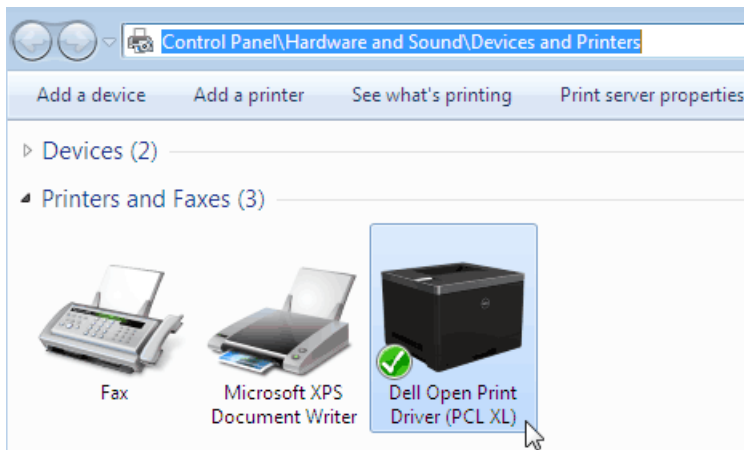 Control Panel\Hardware and Sound\Devices and Printers
Add a device Add a printer See what's printing Print server properties
Devices (2)
Printers and Faxes (3)
Fax
Microsoft XPS
Document Writer
Dell Open Print
Driver (PCL XL)